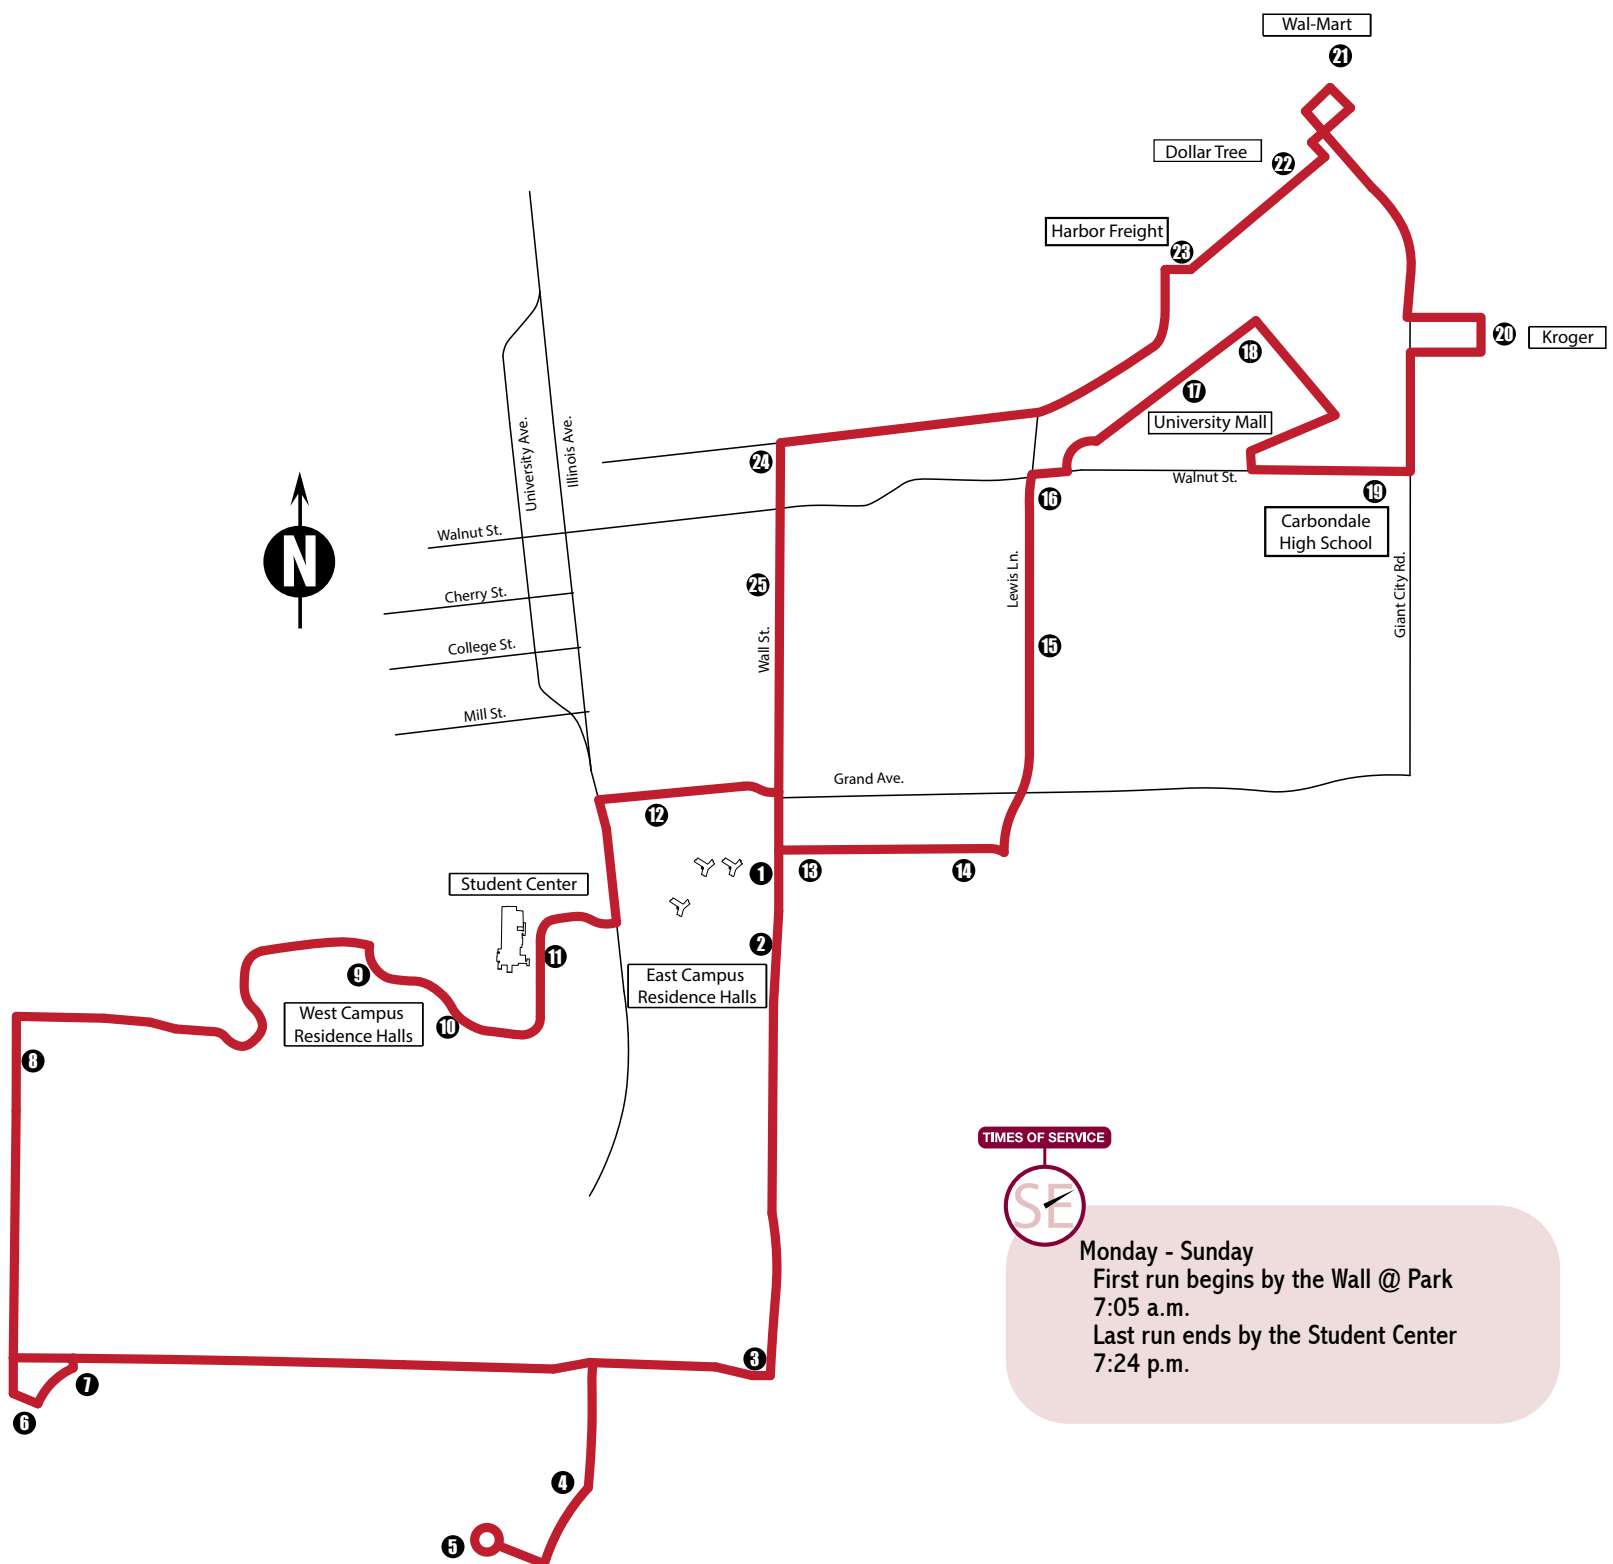 Wal-Mart
21
Dollar Tree
22
Harbor Freight
23
20
Kroger
18
17
University Mall
University Ave.
Illinois Ave.
24
Walnut St.
19
16
Carbondale
High School
Walnut St.
N
Lewis Ln.
Giant City Rd.
25
Cherry St.
Wall St.
College St.
15
Mill St.
Grand Ave.
12
1
13
14
Student Center
2
11
9
East Campus
Residence Halls
West Campus
Residence Halls
10
8
TIMES OF SERVICE
SE
Monday - Sunday
First run begins by the Wall @ Park
7:05 a.m.
Last run ends by the Student Center
7:24 p.m.
3
7
6
4
5